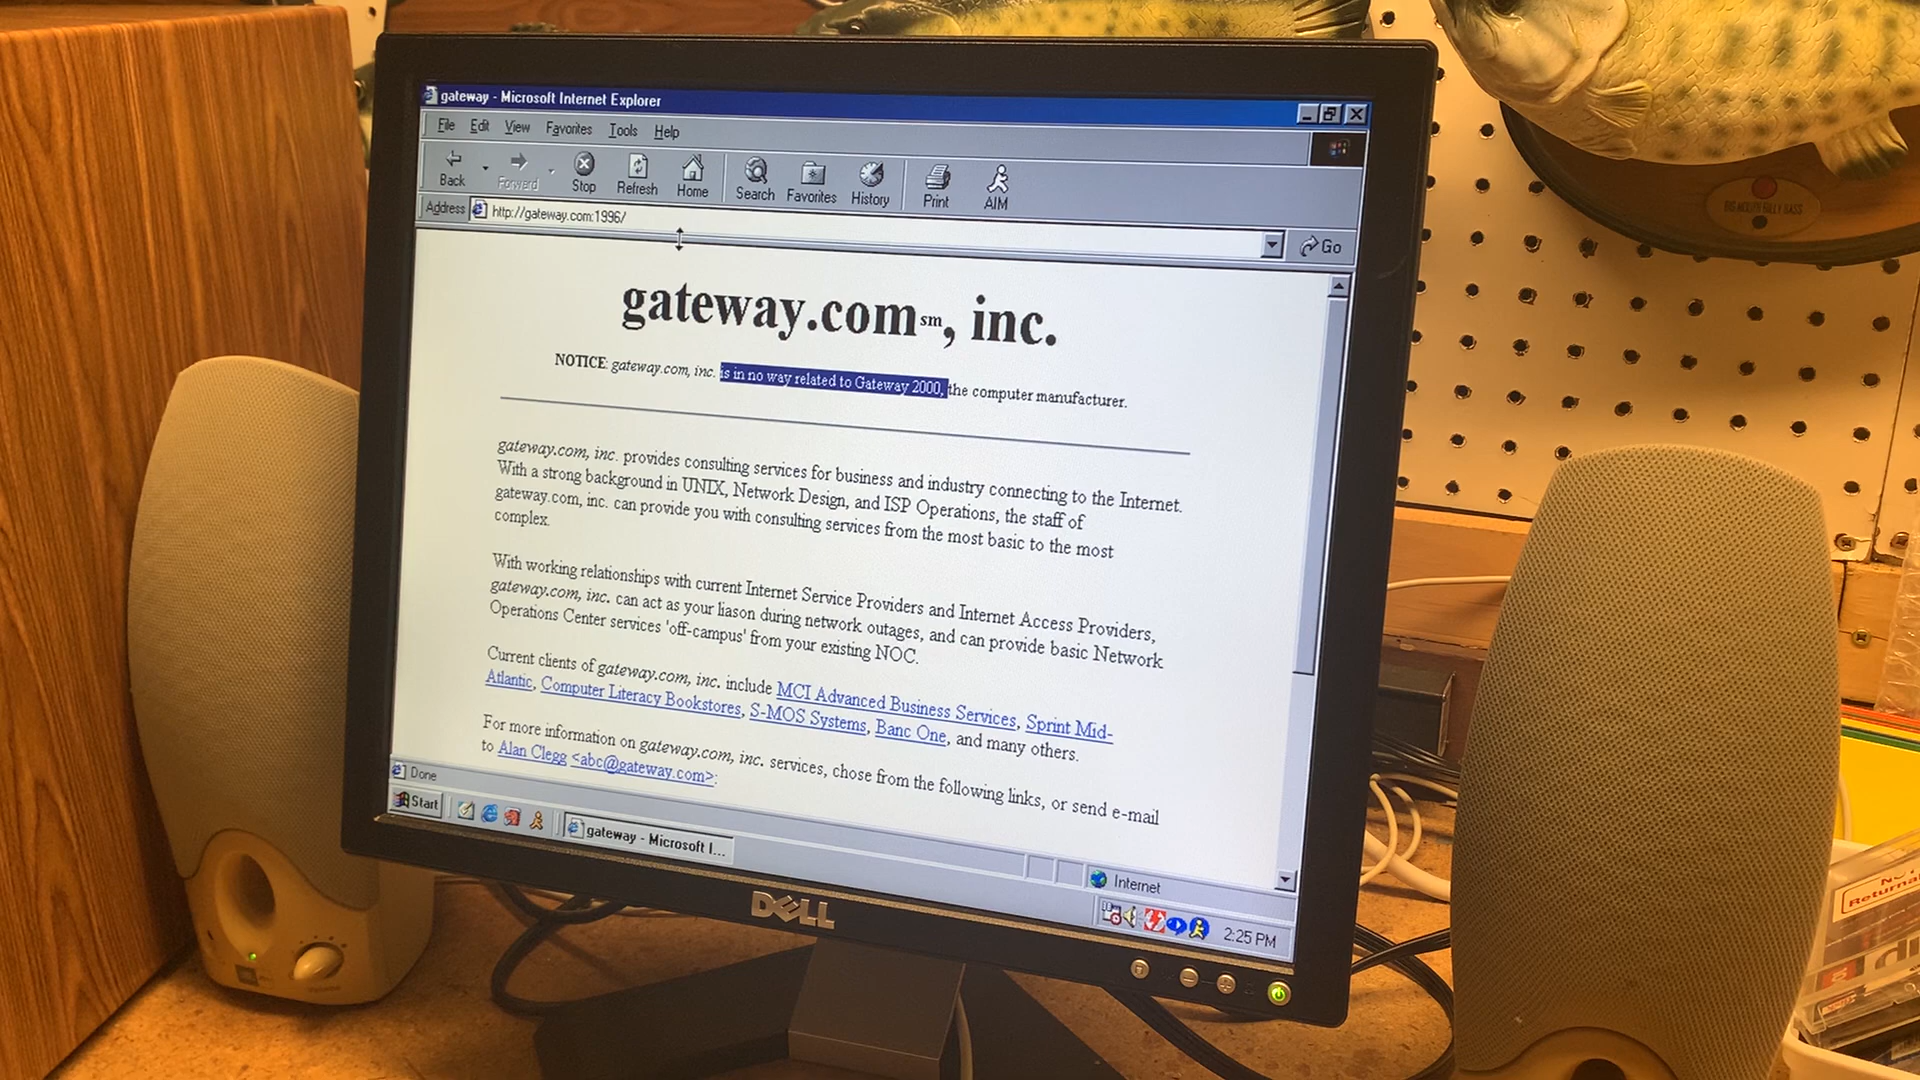 gateway - Microsoft Internet Explorer
File Edit View Favorites Tools Help
Back Forward Stop Refresh Home Search Favorites History Print AIM
Address http://gateway.com:1996/ Go
gateway.com sm, inc.
NOTICE: gateway.com, inc. is in no way related to Gateway 2000, the computer manufacturer.
gateway.com, inc. provides consulting services for business and industry connecting to the Internet.
With a strong background in UNIX, Network Design, and ISP Operations, the staff of
gateway.com, inc. can provide you with consulting services from the most basic to the most
complex.
With working relationships with current Internet Service Providers and Internet Access Providers,
gateway.com, inc. can act as your liason during network outages, and can provide basic Network
Operations Center services 'off-campus' from your existing NOC.
Current clients of gateway.com, inc. include MCI Advanced Business Services, Sprint Mid-
Atlantic, Computer Literacy Bookstores, S-MOS Systems, Banc One, and many others.
For more information on gateway.com, inc. services, chose from the following links, or send e-mail
to Alan Clegg <abc@gateway.com>:
Done
Internet
Start gateway - Microsoft I...
2:25 PM
DELL
BIG MOUTH BILLY BASS